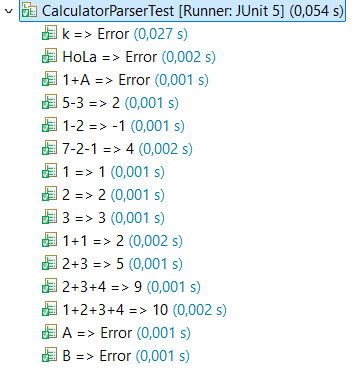 CalculatorParserTest [Runner: JUnit 5] (0,054 s)
k => Error (0,027 s)
HoLa => Error (0,002 s)
1+A => Error (0,001 s)
5-3 => 2 (0,001 s)
1-2 => -1 (0,001 s)
7-2-1 => 4 (0,002 s)
1 => 1 (0,001 s)
2 => 2 (0,001 s)
3 => 3 (0,001 s)
1+1 => 2 (0,002 s)
2+3 => 5 (0,001 s)
2+3+4 => 9 (0,001 s)
1+2+3+4 => 10 (0,002 s)
A => Error (0,001 s)
B => Error (0,001 s)